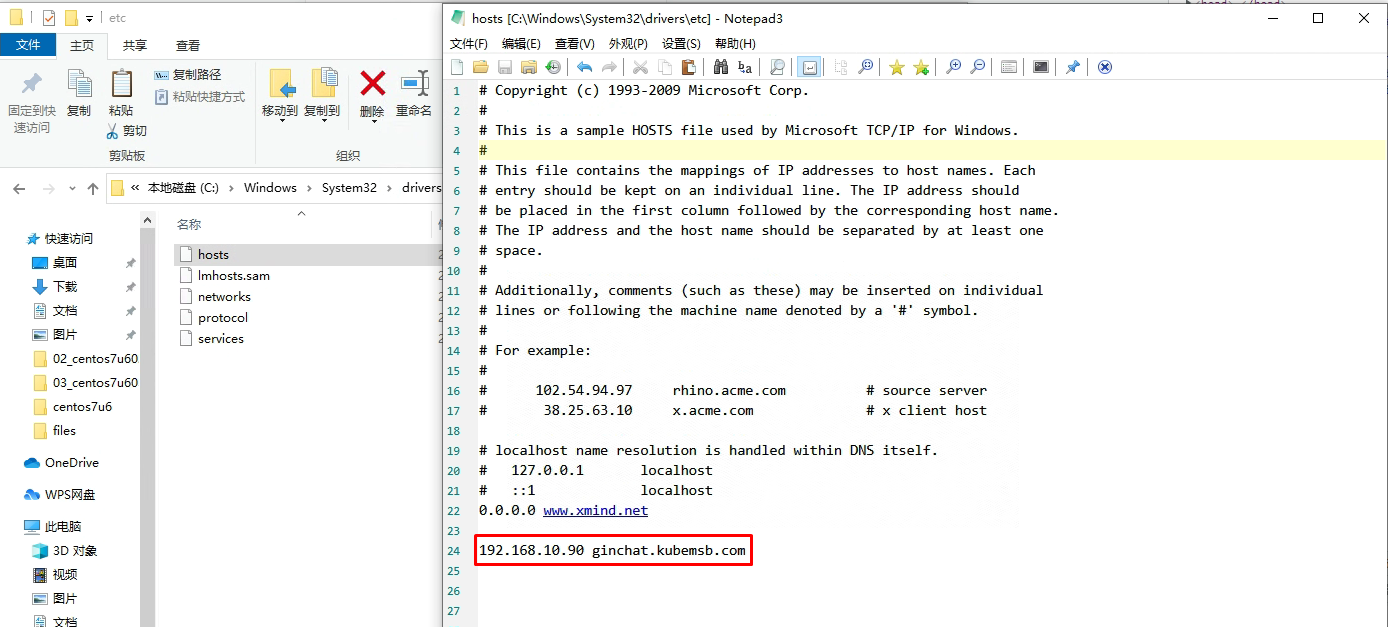 etc
文件
主页
共享
查看
固定到快
速访问
复制
粘贴
复制路径
粘贴快捷方式
剪切
剪贴板
移动到
复制到
删除
重命名
组织
« 本地磁盘 (C:) › Windows › System32 › drivers
快速访问
桌面
下载
文档
图片
02_centos7u60
03_centos7u60
centos7u6
files
OneDrive
WPS网盘
此电脑
3D 对象
视频
图片
文档
名称
hosts
lmhosts.sam
networks
protocol
services
hosts [C:\Windows\System32\drivers\etc] - Notepad3
文件(F) 编辑(E) 查看(V) 外观(P) 设置(S) 帮助(H)
1 # Copyright (c) 1993-2009 Microsoft Corp.
2 #
3 # This is a sample HOSTS file used by Microsoft TCP/IP for Windows.
4 #
5 # This file contains the mappings of IP addresses to host names. Each
6 # entry should be kept on an individual line. The IP address should
7 # be placed in the first column followed by the corresponding host name.
8 # The IP address and the host name should be separated by at least one
9 # space.
10 #
11 # Additionally, comments (such as these) may be inserted on individual
12 # lines or following the machine name denoted by a '#' symbol.
13 #
14 # For example:
15 #
16 # 102.54.94.97 rhino.acme.com # source server
17 # 38.25.63.10 x.acme.com # x client host
18
19 # localhost name resolution is handled within DNS itself.
20 # 127.0.0.1 localhost
21 # ::1 localhost
22 0.0.0.0 www.xmind.net
23
24 192.168.10.90 ginchat.kubemsb.com
25
26
27